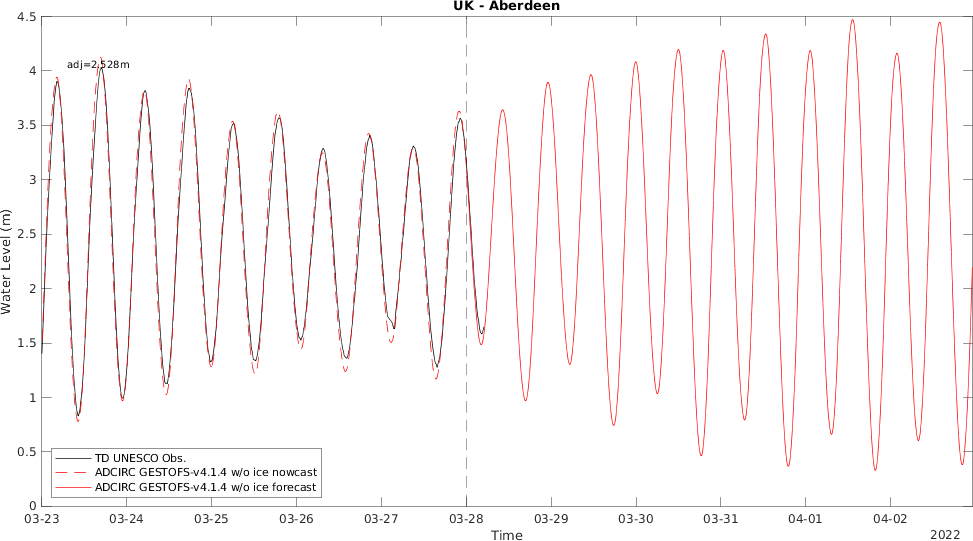 UK - Aberdeen
adj=2.528m
4.5
4
3.5
3
2.5
2
1.5
1
0.5
0
Water Level (m)
TD UNESCO Obs.
ADCIRC GESTOFS-v4.1.4 w/o ice nowcast
ADCIRC GESTOFS-v4.1.4 w/o ice forecast
03-23 03-24 03-25 03-26 03-27 03-28 03-29 03-30 03-31 04-01 04-02
Time
2022